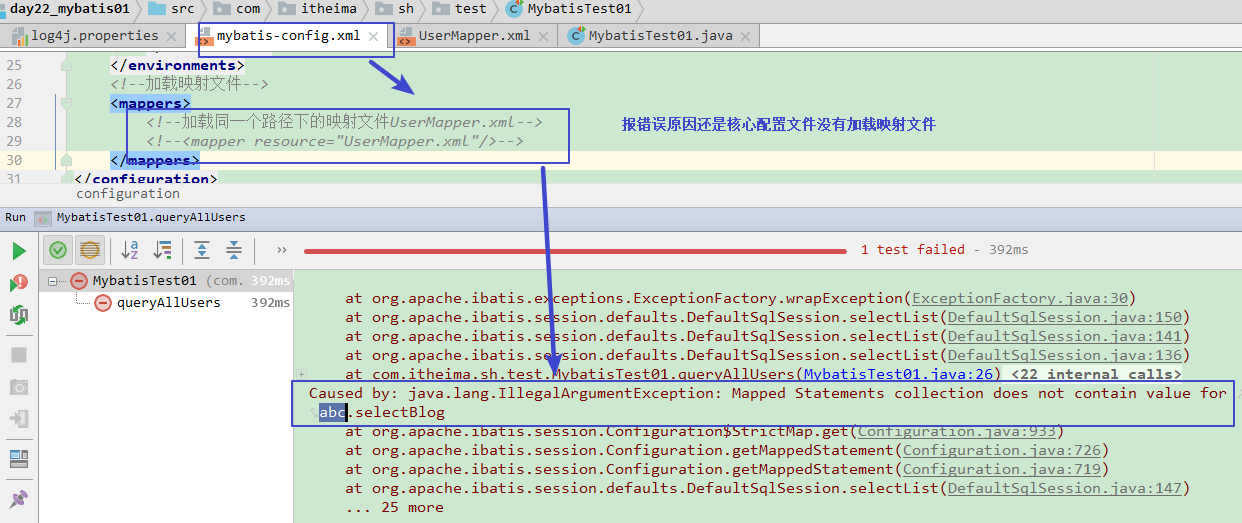 day22_mybatis01 src com itheima sh test MybatisTest01
log4j.properties mybatis-config.xml UserMapper.xml MybatisTest01.java
25 </environments>
26 <!--加载映射文件-->
27 <mappers>
28 <!--加载同一个路径下的映射文件UserMapper.xml-->
报错误原因还是核心配置文件没有加载映射文件
29 <!--<mapper resource="UserMapper.xml"/>-->
30 </mappers>
31 </configuration>
configuration
Run MybatisTest01.queryAllUsers
1 test failed - 392ms
MybatisTest01 (com. 392ms
queryAllUsers 392ms
at org.apache.ibatis.exceptions.ExceptionFactory.wrapException(ExceptionFactory.java:30)
at org.apache.ibatis.session.defaults.DefaultSqlSession.selectList(DefaultSqlSession.java:150)
at org.apache.ibatis.session.defaults.DefaultSqlSession.selectList(DefaultSqlSession.java:141)
at org.apache.ibatis.session.defaults.DefaultSqlSession.selectList(DefaultSqlSession.java:136)
at com.itheima.sh.test.MybatisTest01.queryAllUsers(MybatisTest01.java:26) <22 internal calls>
Caused by: java.lang.IllegalArgumentException: Mapped Statements collection does not contain value for
abc.selectBlog
at org.apache.ibatis.session.Configuration$StrictMap.get(Configuration.java:933)
at org.apache.ibatis.session.Configuration.getMappedStatement(Configuration.java:726)
at org.apache.ibatis.session.Configuration.getMappedStatement(Configuration.java:719)
at org.apache.ibatis.session.defaults.DefaultSqlSession.selectList(DefaultSqlSession.java:147)
... 25 more